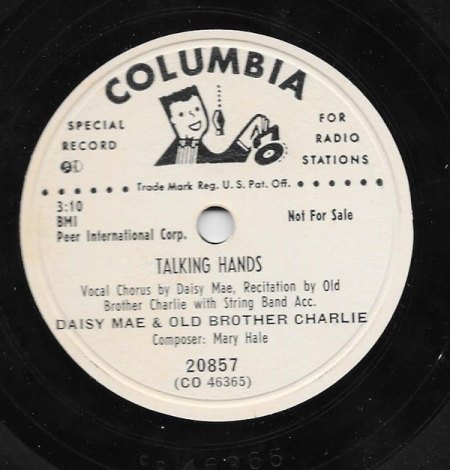 COLUMBIA
SPECIAL
RECORD
FOR
RADIO
STATIONS
Trade Mark Reg. U.S. Pat. Off.
3:10
BMI
Peer International Corp.
Not For Sale
TALKING HANDS
Vocal Chorus by Daisy Mae, Recitation by Old
Brother Charlie with String Band Acc.
DAISY MAE & OLD BROTHER CHARLIE
Composer: Mary Hale
20857
(CO 46365)